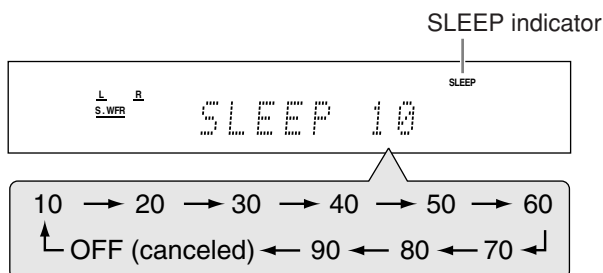 SLEEP indicator
SLEEP
L R
S.WFR
SLEEP 10
10 → 20 → 30 → 40 → 50 → 60
OFF (canceled) ← 90 ← 80 ← 70